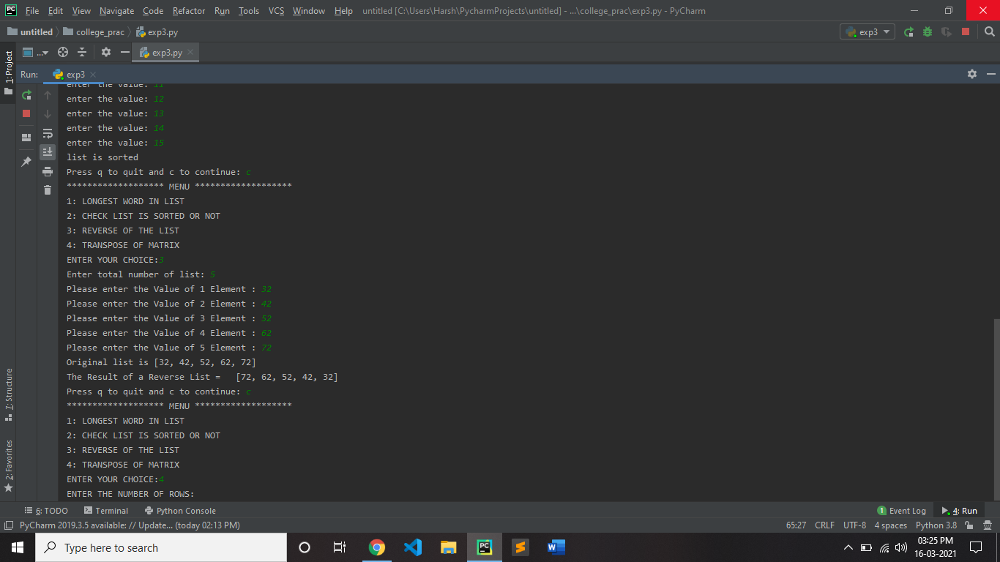 PC File Edit View Navigate Code Refactor Run Tools VCS Window Help untitled [C:\Users\Harsh\PycharmProjects\untitled] - ...\college_prac\exp3.py - PyCharm
untitled college_prac exp3.py exp3
... exp3.py
1: Project
Run: exp3
enter the value: 11
enter the value: 12
enter the value: 13
enter the value: 14
enter the value: 15
list is sorted
Press q to quit and c to continue: c
******************* MENU *******************
1: LONGEST WORD IN LIST
2: CHECK LIST IS SORTED OR NOT
3: REVERSE OF THE LIST
4: TRANSPOSE OF MATRIX
ENTER YOUR CHOICE:3
Enter total number of list: 5
Please enter the Value of 1 Element : 32
Please enter the Value of 2 Element : 42
Please enter the Value of 3 Element : 52
Please enter the Value of 4 Element : 62
Please enter the Value of 5 Element : 72
Original list is [32, 42, 52, 62, 72]
The Result of a Reverse List =   [72, 62, 52, 42, 32]
Press q to quit and c to continue: c
******************* MENU *******************
1: LONGEST WORD IN LIST
2: CHECK LIST IS SORTED OR NOT
3: REVERSE OF THE LIST
4: TRANSPOSE OF MATRIX
ENTER YOUR CHOICE:4
ENTER THE NUMBER OF ROWS:
7: Structure
2: Favorites
6: TODO Terminal Python Console 1 Event Log 4: Run
PyCharm 2019.3.5 available: // Update... (today 02:13 PM) 65:27 CRLF UTF-8 4 spaces Python 3.8
Type here to search PC W 03:25 PM
16-03-2021